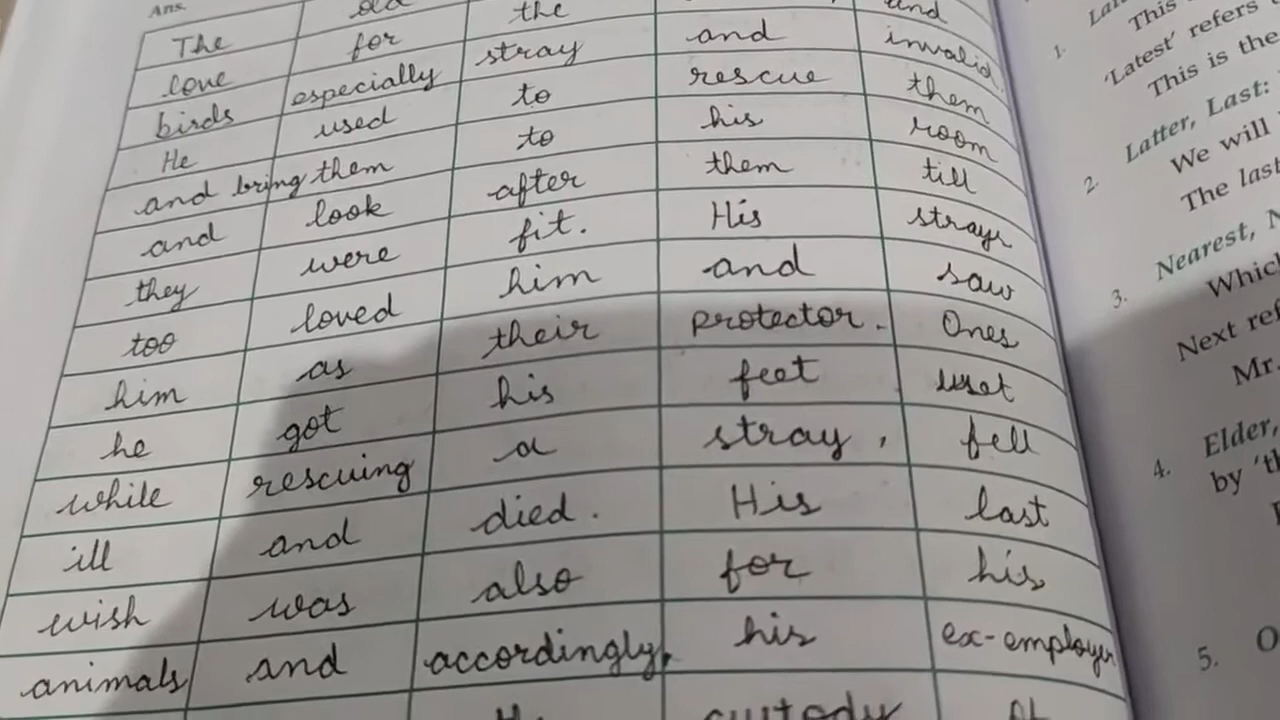 Ans.
The
love for the and
birds especially stray and invalid
He used to rescue them
and bring them to his room
and look after them till
they were fit. His strays
too loved him and saw
him as their protector. Ones
he got his feet wet
while rescuing a stray, fell
ill and died. His last
wish was also for his
animals and accordingly, his ex-employer
custody of
1.
This
'Latest' refers
This is the
2. Latter, Last:
We will
The last
3. Nearest,
Which
Next
Mr.
4. Elder,
by
5.